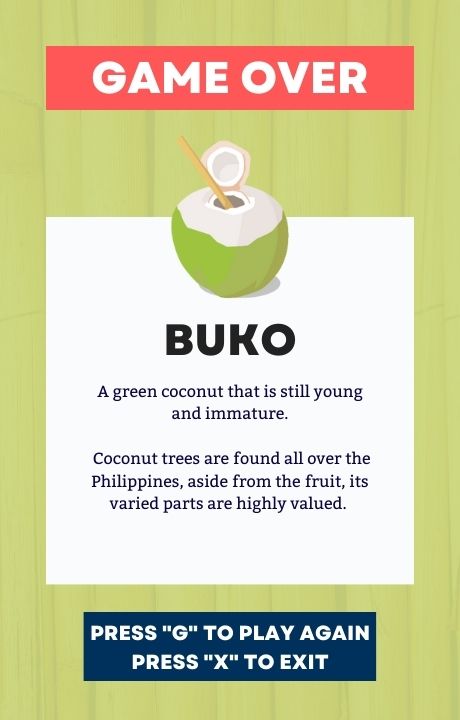 GAME OVER
BUKO
A green coconut that is still young
and immature.
Coconut trees are found all over the
Philippines, aside from the fruit, its
varied parts are highly valued.
PRESS "G" TO PLAY AGAIN
PRESS "X" TO EXIT